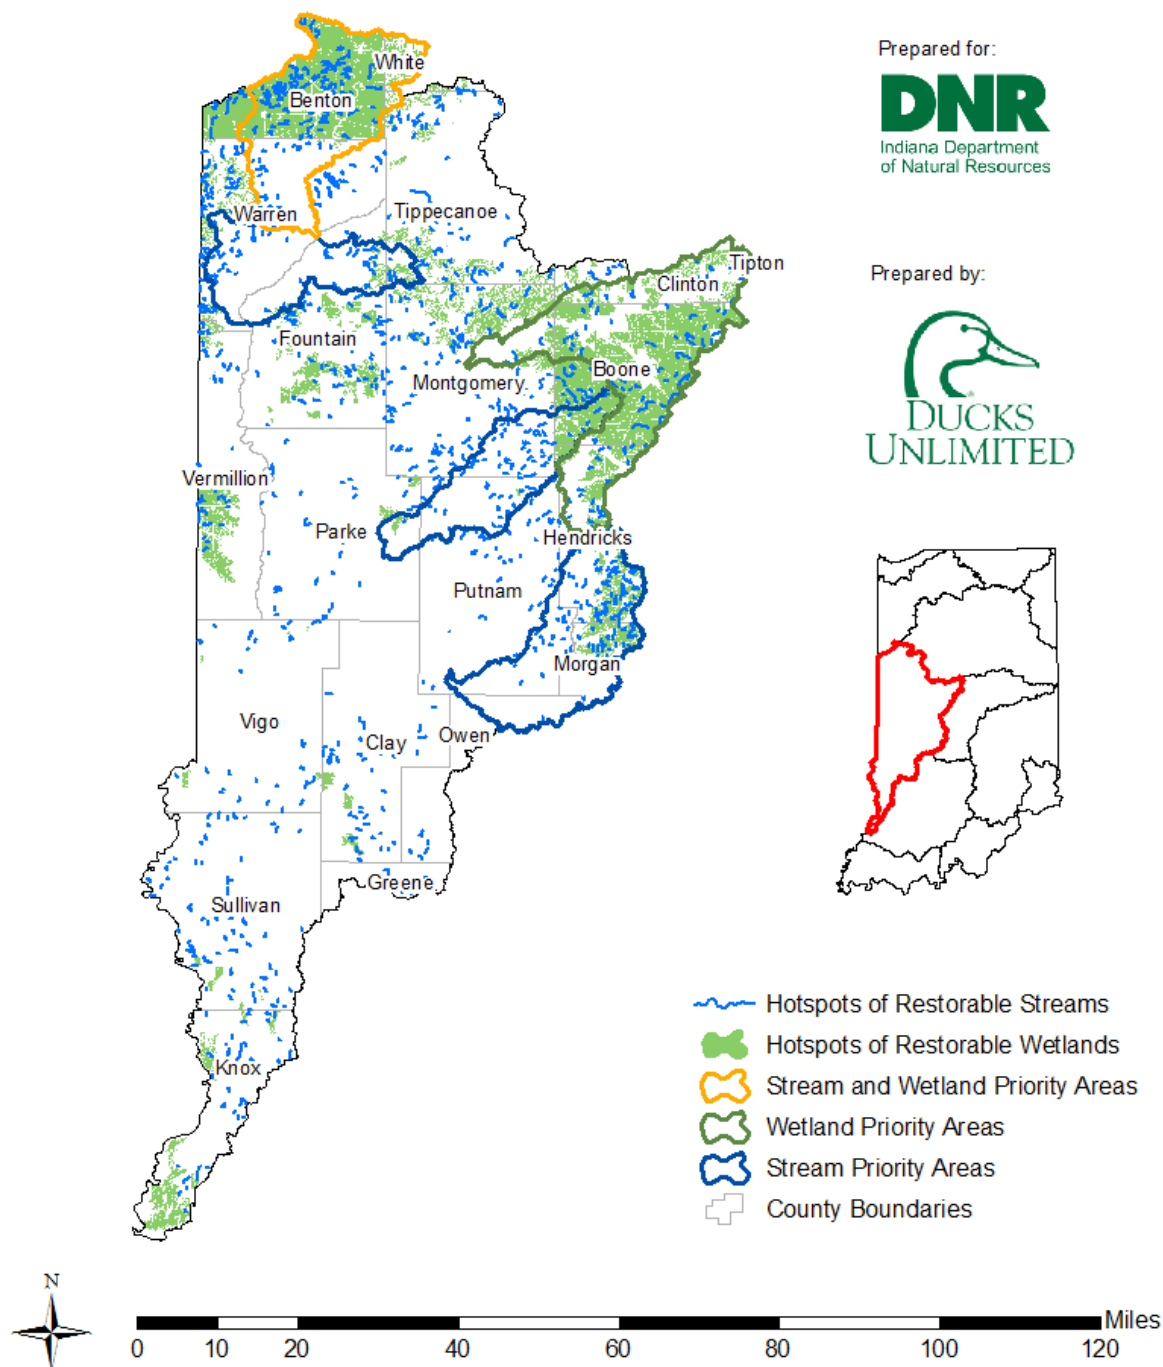 White
Benton
Warren
Tippecanoe
Tipton
Clinton
Fountain
Boone
Montgomery
Vermillion
Parke
Hendricks
Putnam
Morgan
Vigo
Clay
Owen
Greene
Sullivan
Knox
Prepared for:
DNR
Indiana Department
of Natural Resources
Prepared by:
DUCKS
UNLIMITED
Hotspots of Restorable Streams
Hotspots of Restorable Wetlands
Stream and Wetland Priority Areas
Wetland Priority Areas
Stream Priority Areas
County Boundaries
N
Miles
0 10 20 40 60 80 100 120